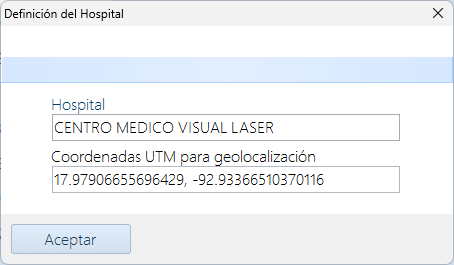 Definición del Hospital
Hospital
CENTRO MEDICO VISUAL LASER
Coordenadas UTM para geolocalización
17.97906655696429, -92.93366510370116
Aceptar